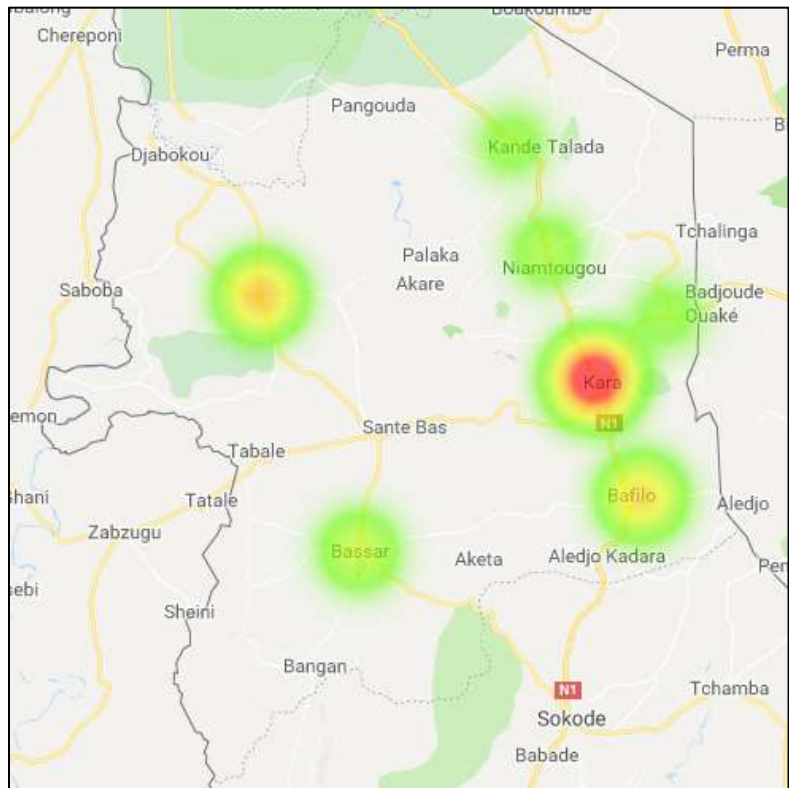 Chereponi
Perma
Pangouda
Kande Talada
Djabokou
Tchalinga
Palaka
Niamtougou
Akare
Saboba
Badjoude
Ouaké
Kara
N1
Sante Bas
Tabale
Bafilo
Tatale
Aledjo
Zabzugu
Bassar
Aketa
Aledjo Kadara
Sheini
Bangan
N1
Tchamba
Sokode
Babade